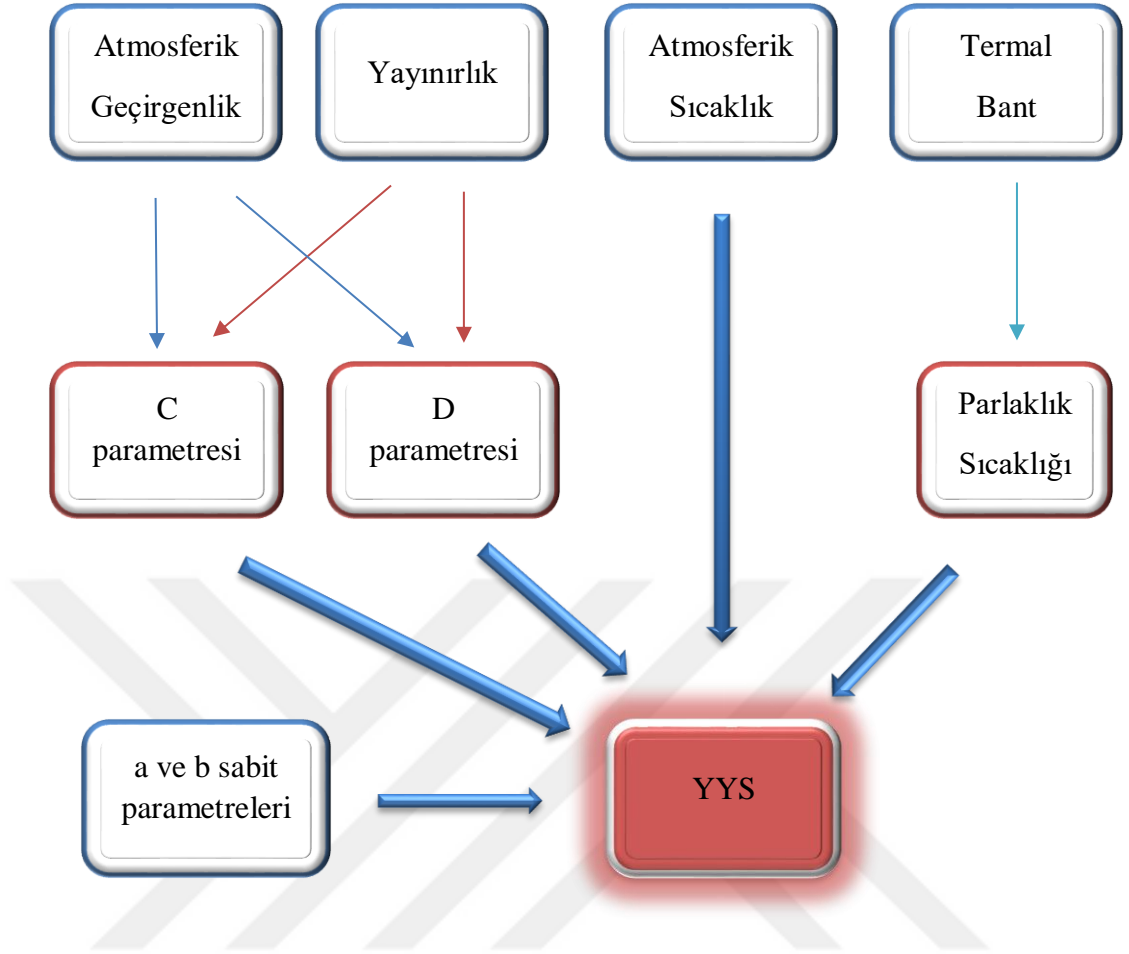 Atmosferik
Geçirgenlik
Yayınırlık
Atmosferik
Sıcaklık
Termal
Bant
C
parametresi
D
parametresi
Parlaklık
Sıcaklığı
a ve b sabit
parametreleri
YYS